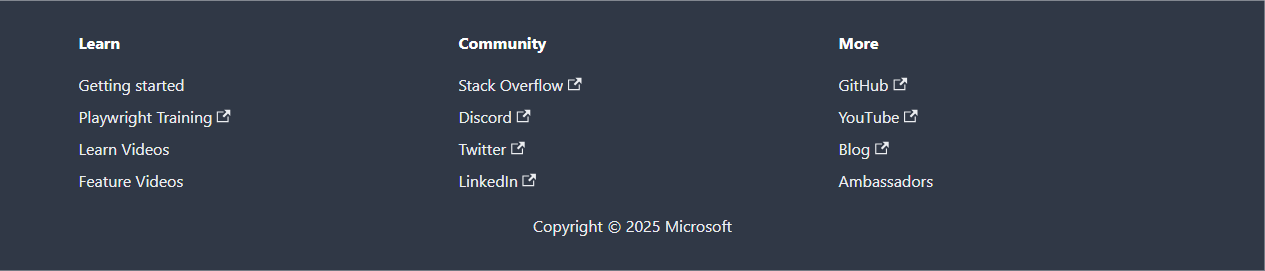 Learn
Getting started
Playwright Training
Learn Videos
Feature Videos
Community
Stack Overflow
Discord
Twitter
LinkedIn
More
GitHub
YouTube
Blog
Ambassadors
Copyright © 2025 Microsoft